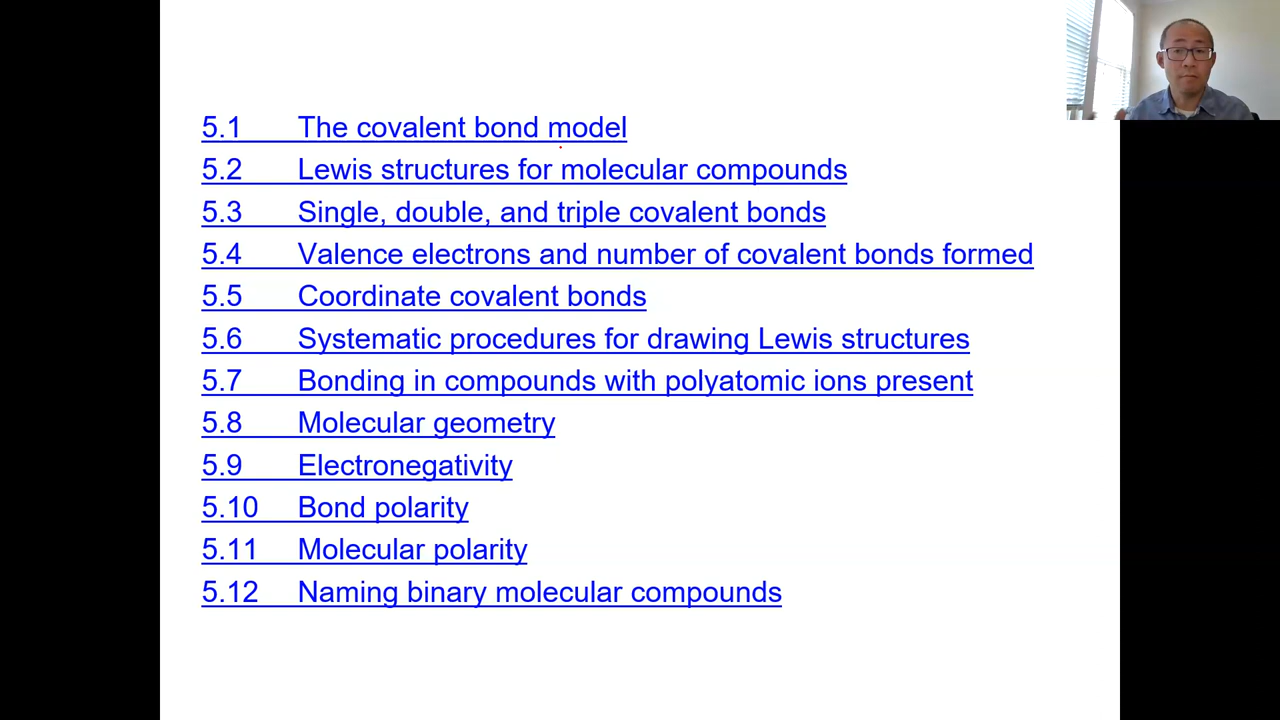 5.1 The covalent bond model
5.2 Lewis structures for molecular compounds
5.3 Single, double, and triple covalent bonds
5.4 Valence electrons and number of covalent bonds formed
5.5 Coordinate covalent bonds
5.6 Systematic procedures for drawing Lewis structures
5.7 Bonding in compounds with polyatomic ions present
5.8 Molecular geometry
5.9 Electronegativity
5.10 Bond polarity
5.11 Molecular polarity
5.12 Naming binary molecular compounds